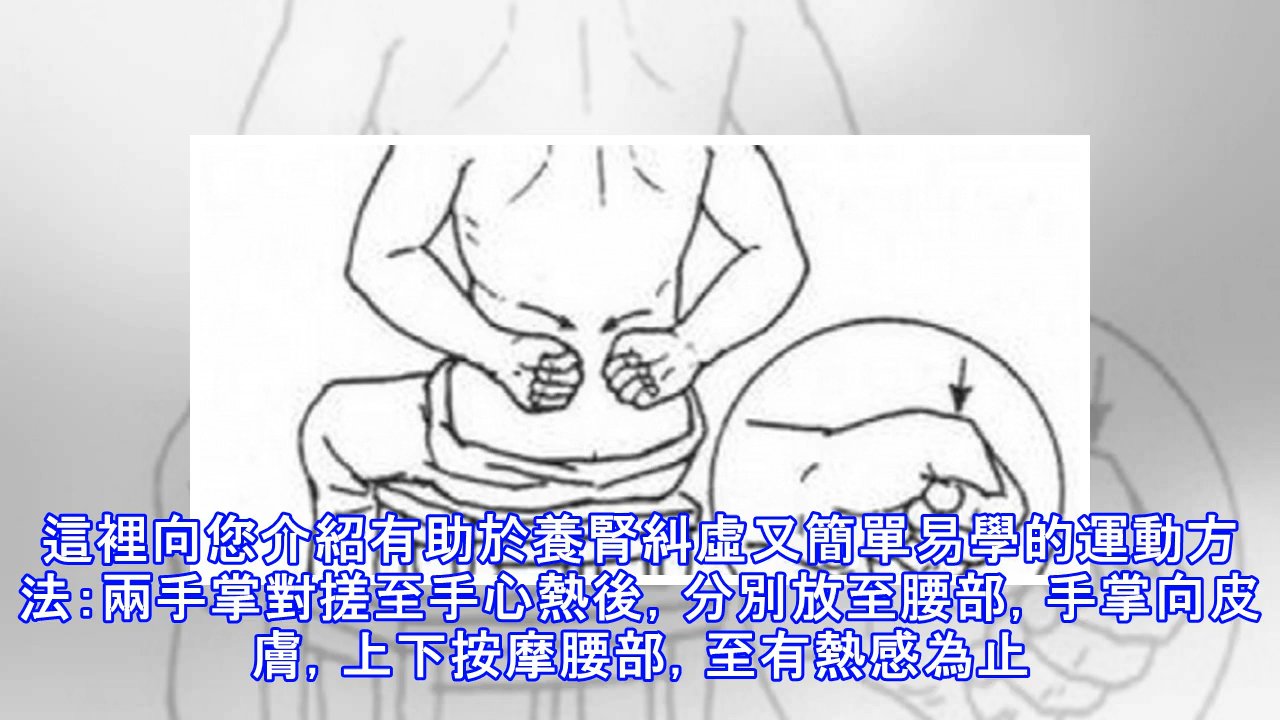 這裡向您介紹有助於養腎糾虛又簡單易學的運動方
法:兩手掌對搓至手心熱後, 分別放至腰部, 手掌向皮
膚, 上下按摩腰部, 至有熱感為止